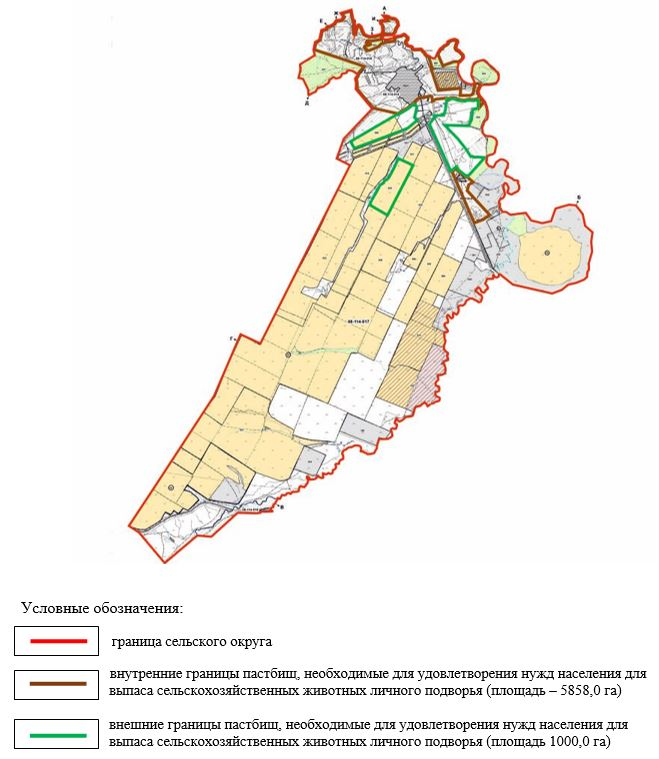 А
Е
Ж
И
З
Д
Б
Г
В
Условные обозначения:
граница сельского округа
внутренние границы пастбищ, необходимые для удовлетворения нужд населения для
выпаса сельскохозяйственных животных личного подворья (площадь – 5858,0 га)
внешние границы пастбищ, необходимые для удовлетворения нужд населения для
выпаса сельскохозяйственных животных личного подворья (площадь 1000,0 га)